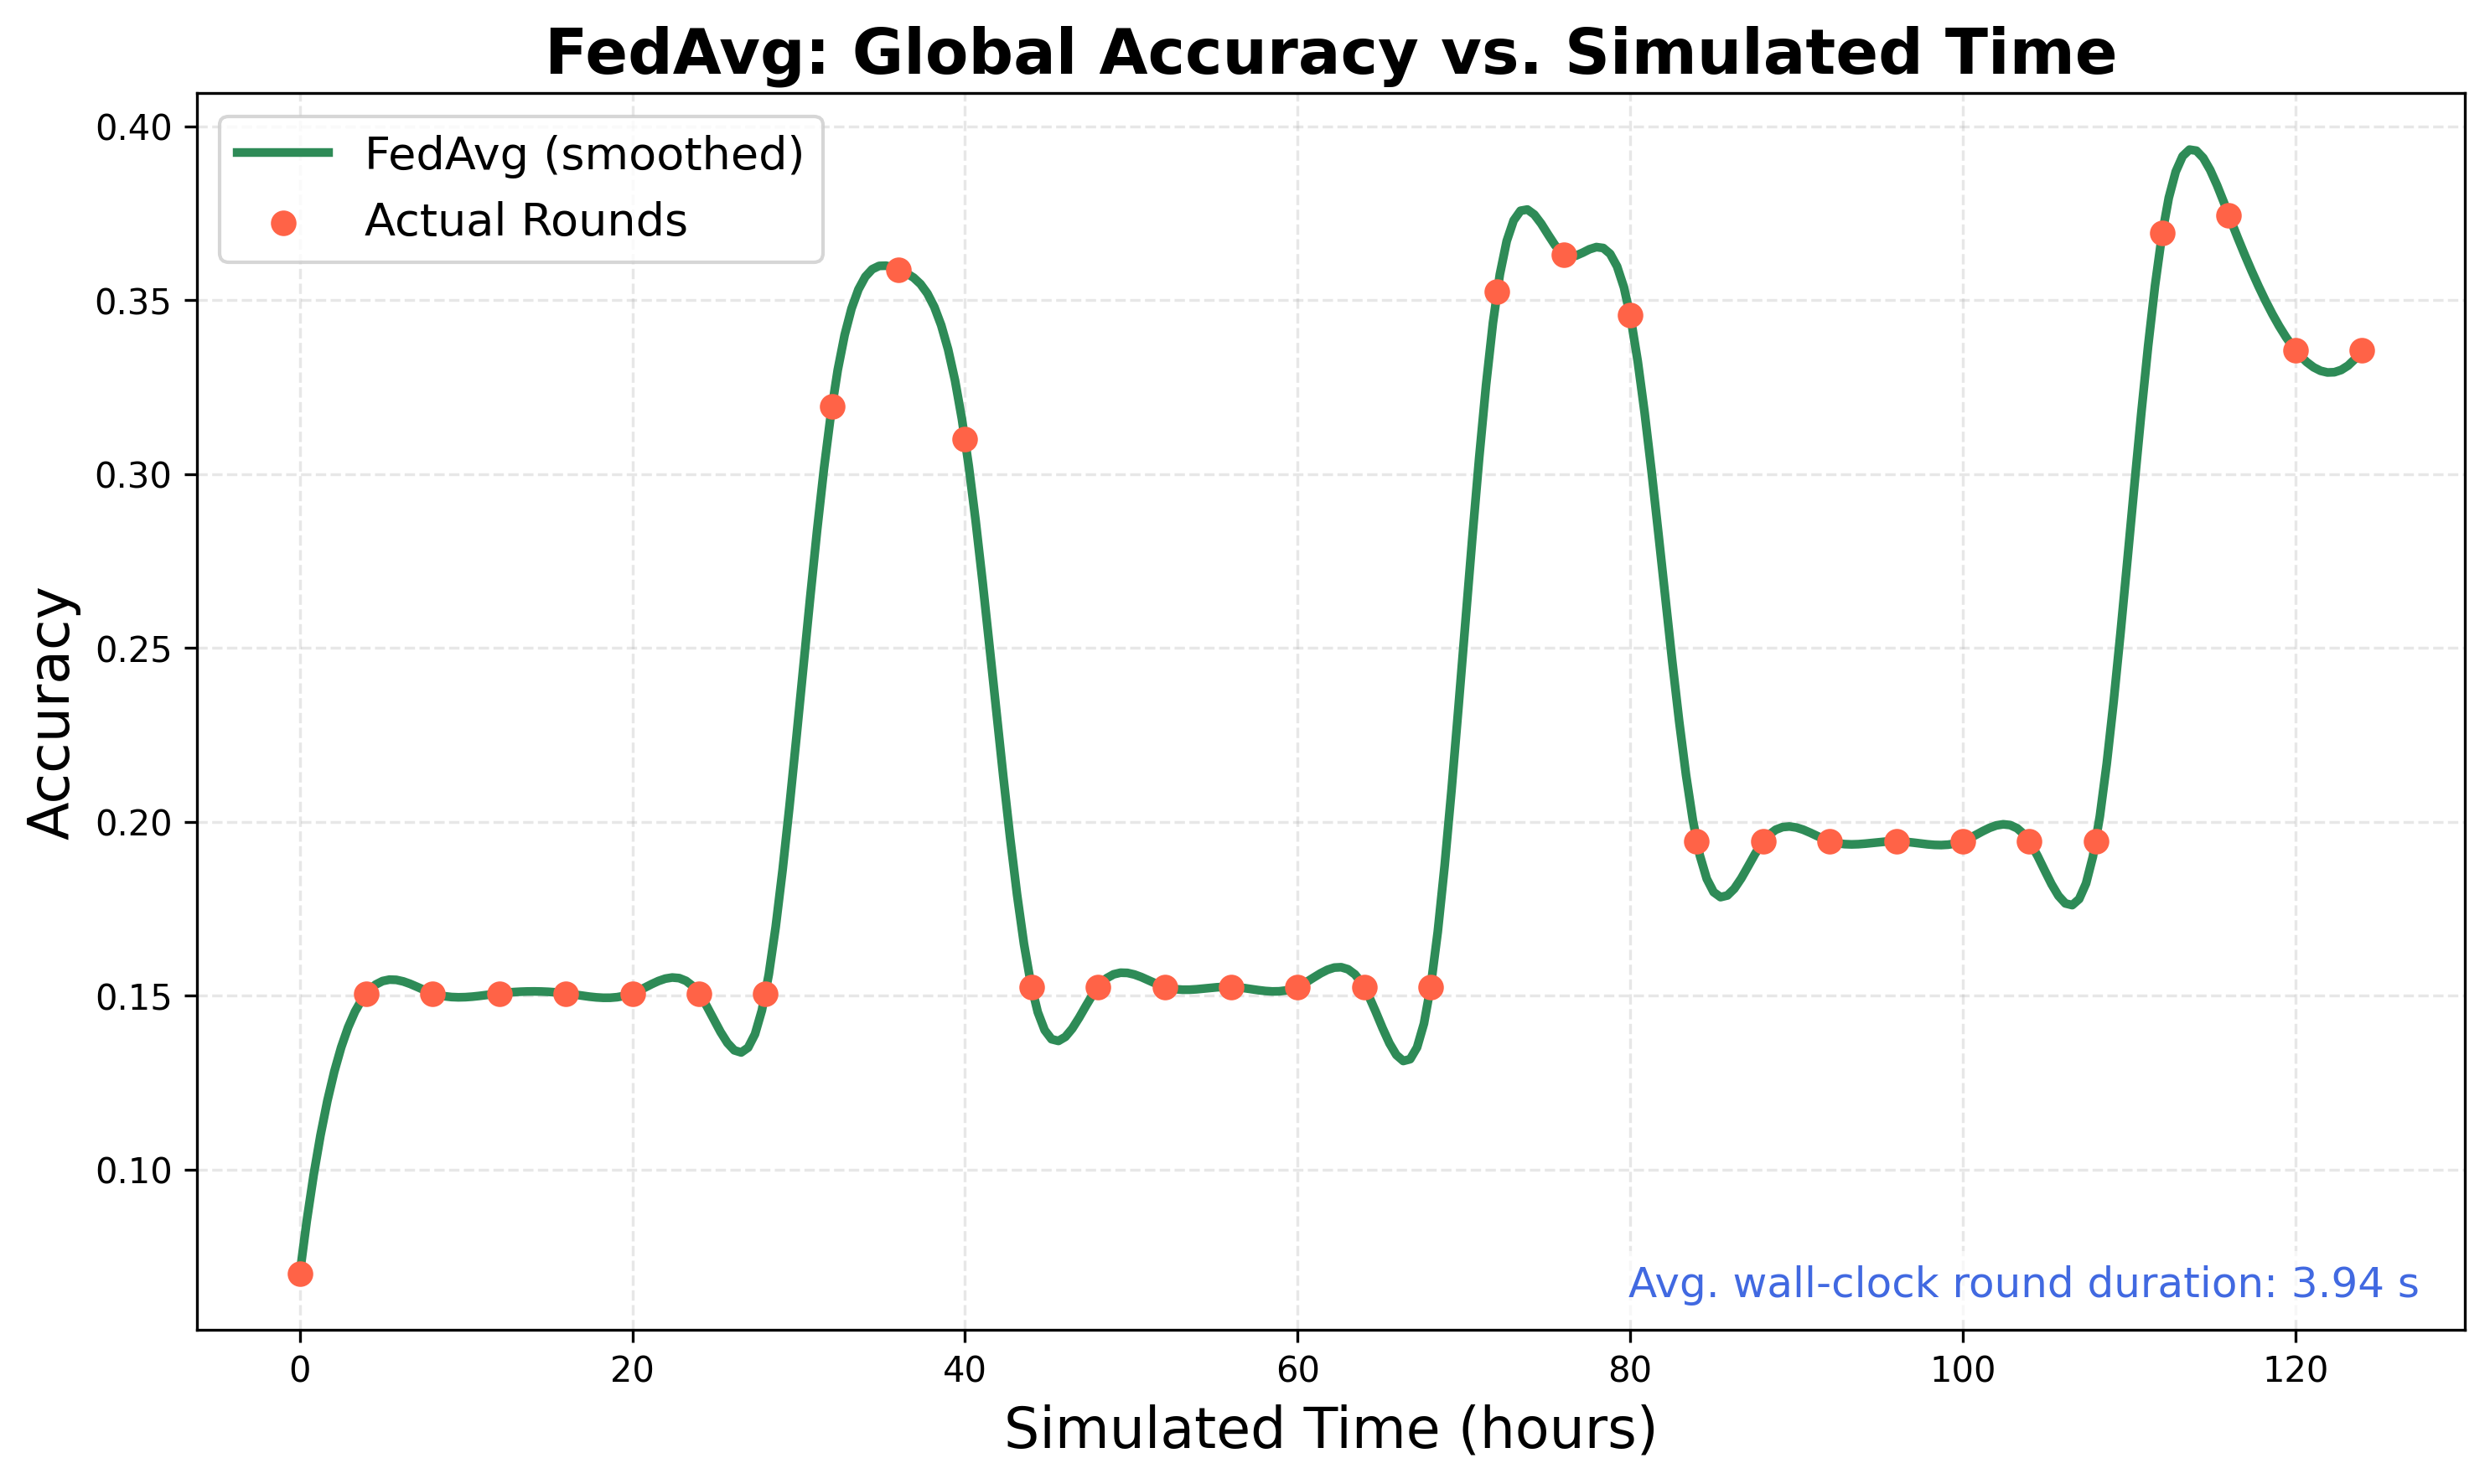 FedAvg: Global Accuracy vs. Simulated Time
FedAvg (smoothed)
Actual Rounds
Accuracy
0.40
0.35
0.30
0.25
0.20
0.15
0.10
Avg. wall-clock round duration: 3.94 s
0 20 40 60 80 100 120
Simulated Time (hours)